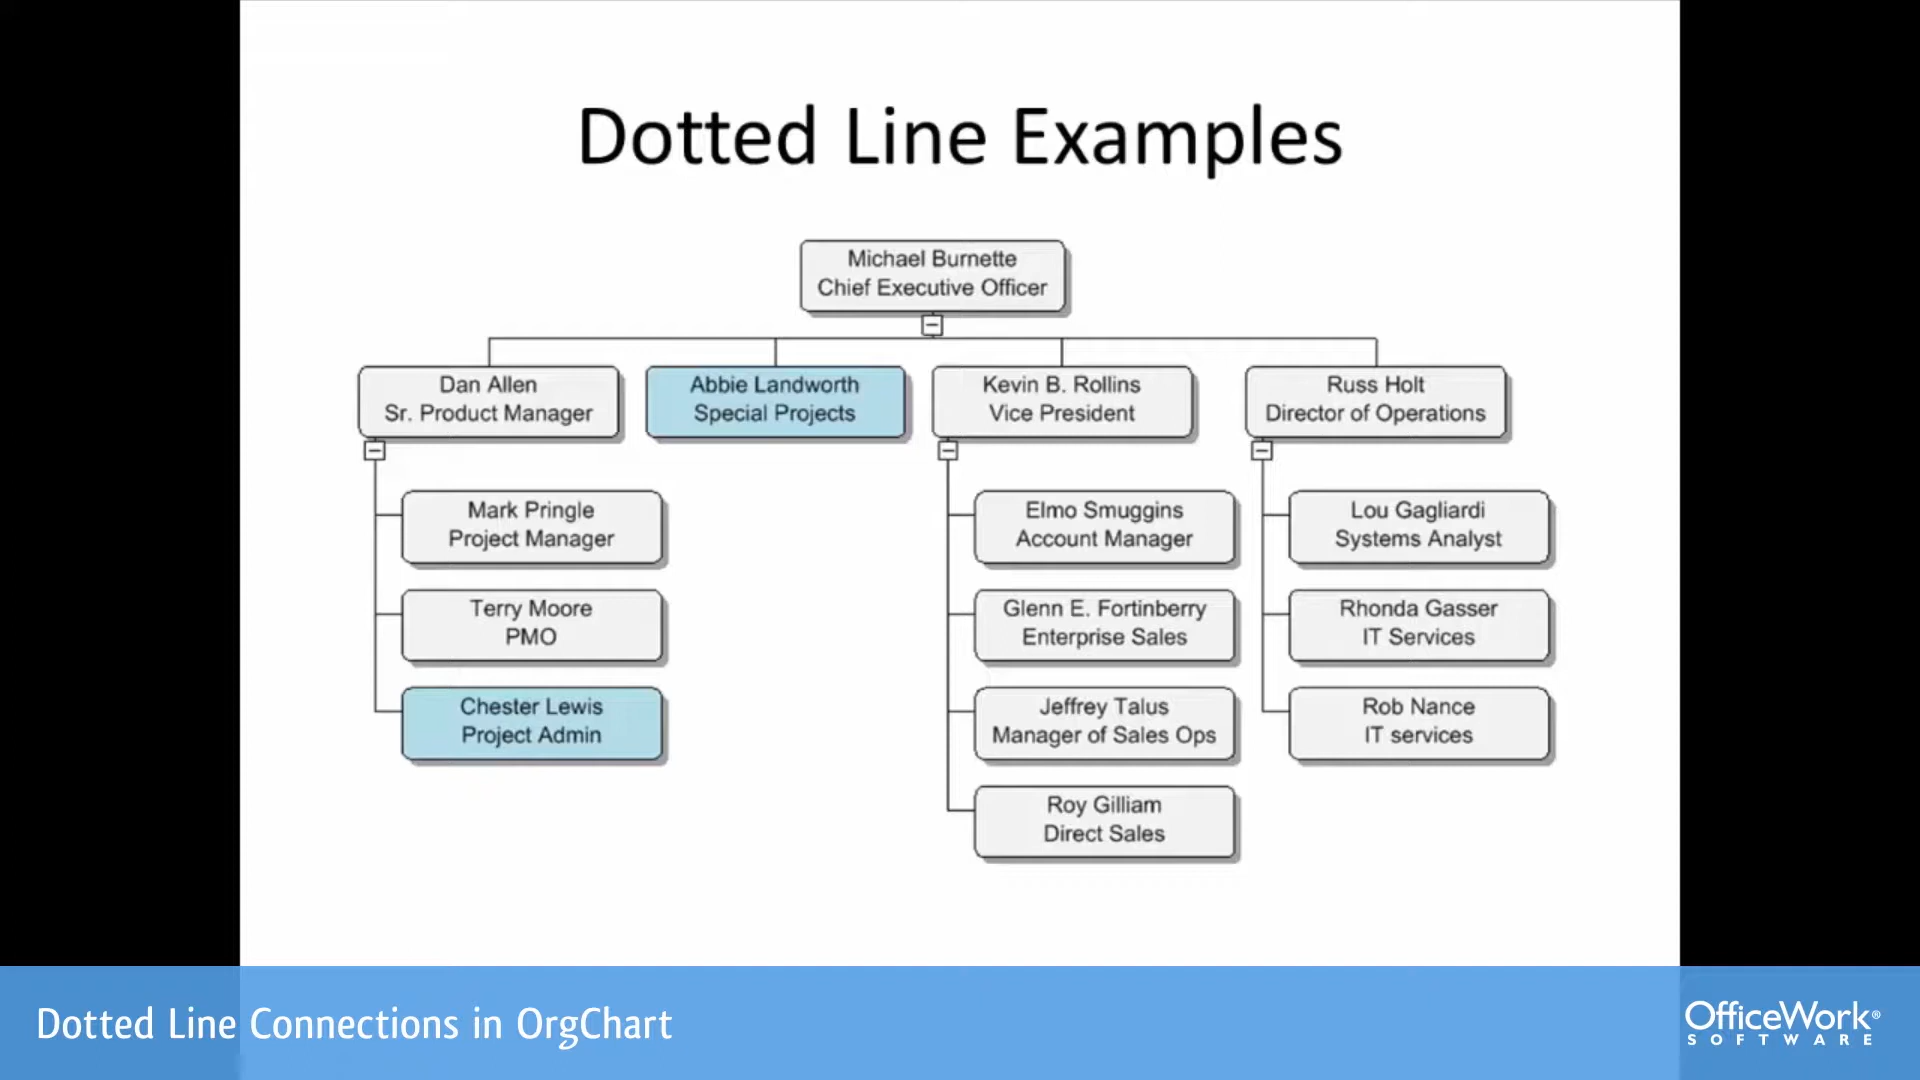 Dotted Line Examples
Michael Burnette
Chief Executive Officer
Dan Allen
Sr. Product Manager
Abbie Landworth
Special Projects
Kevin B. Rollins
Vice President
Russ Holt
Director of Operations
Mark Pringle
Project Manager
Terry Moore
PMO
Chester Lewis
Project Admin
Elmo Smuggins
Account Manager
Glenn E. Fortinberry
Enterprise Sales
Jeffrey Talus
Manager of Sales Ops
Roy Gilliam
Direct Sales
Lou Gagliardi
Systems Analyst
Rhonda Gasser
IT Services
Rob Nance
IT services
Dotted Line Connections in OrgChart
OfficeWork®
SOFTWARE